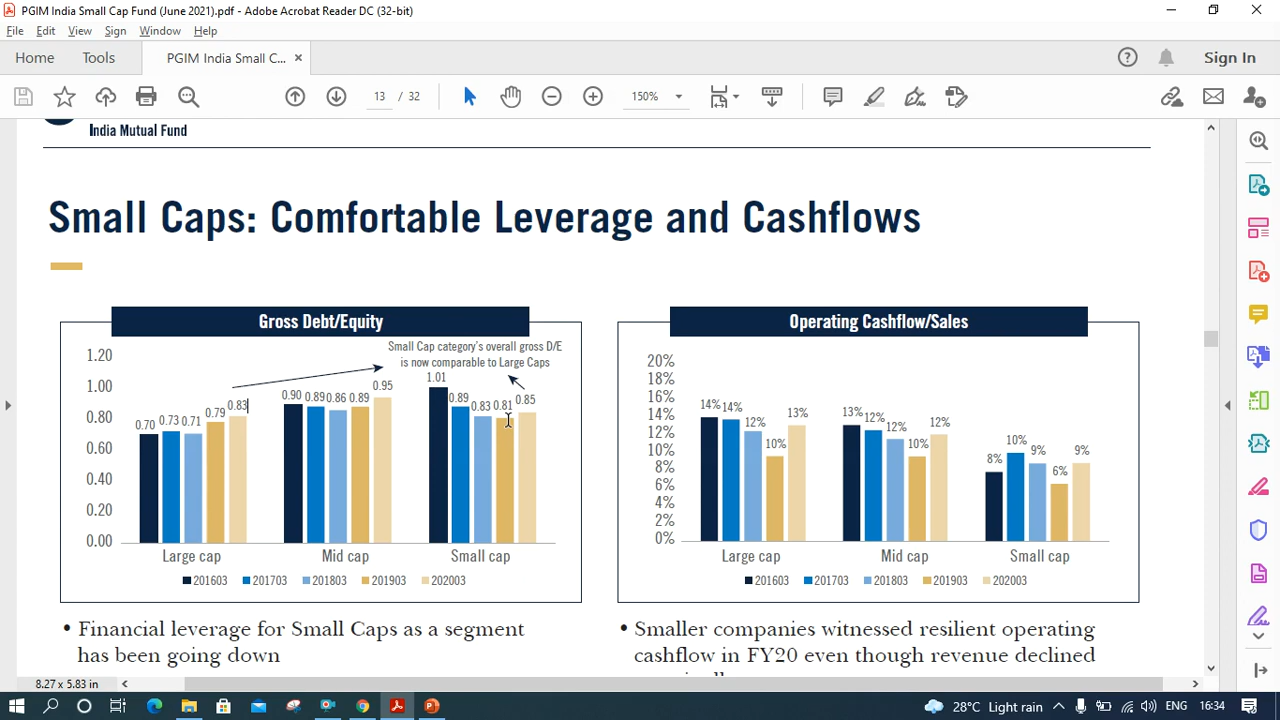 PGIM India Small Cap Fund (June 2021).pdf - Adobe Acrobat Reader DC (32-bit)
File Edit View Sign Window Help
Home Tools PGIM India Small C... × Sign In
13 / 32 150%
India Mutual Fund
Small Caps: Comfortable Leverage and Cashflows
Gross Debt/Equity
Small Cap category's overall gross D/E
is now comparable to Large Caps
1.20
1.00
0.80
0.60
0.40
0.20
0.00
0.70 0.73 0.71 0.79 0.83
0.90 0.89 0.86 0.89 0.95
1.01 0.89 0.83 0.81 0.85
Large cap Mid cap Small cap
201603 201703 201803 201903 202003
Financial leverage for Small Caps as a segment
has been going down
Operating Cashflow/Sales
20%
18%
16%
14%
12%
10%
8%
6%
4%
2%
0%
14% 14% 12% 10% 13%
13% 12% 12% 10% 12%
8% 10% 9% 6% 9%
Large cap Mid cap Small cap
201603 201703 201803 201903 202003
Smaller companies witnessed resilient operating
cashflow in FY20 even though revenue declined
8.27 x 5.83 in
28°C Light rain ENG 16:34